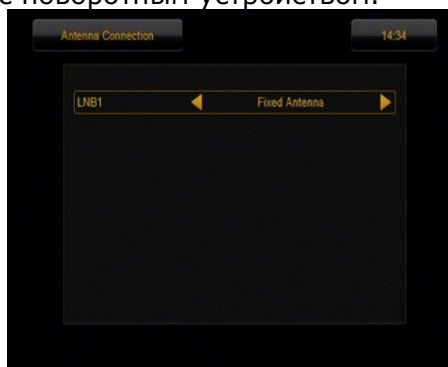 с поворотным устройством.
Antenna Connection
14:34
LNB1
Fixed Antenna